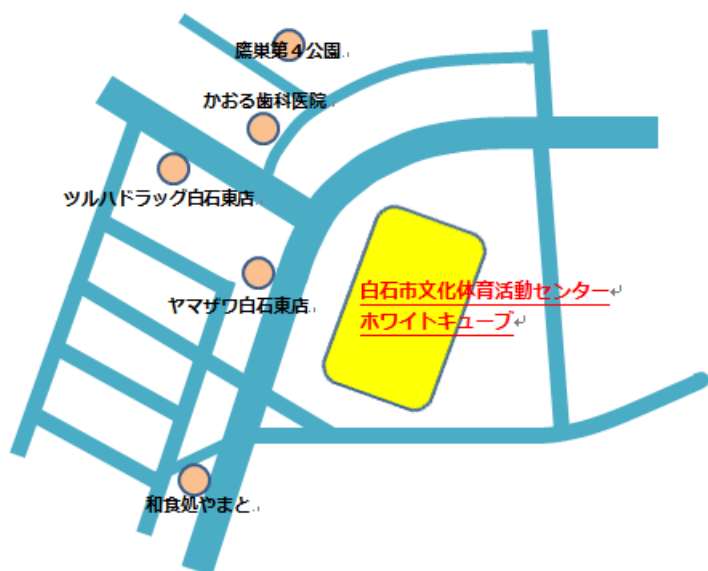 鷹巣第４公園
かおる歯科医院
ツルハドラッグ白石東店
ヤマザワ白石東店
白石市文化体育活動センター
ホワイトキューブ
和食処やまと